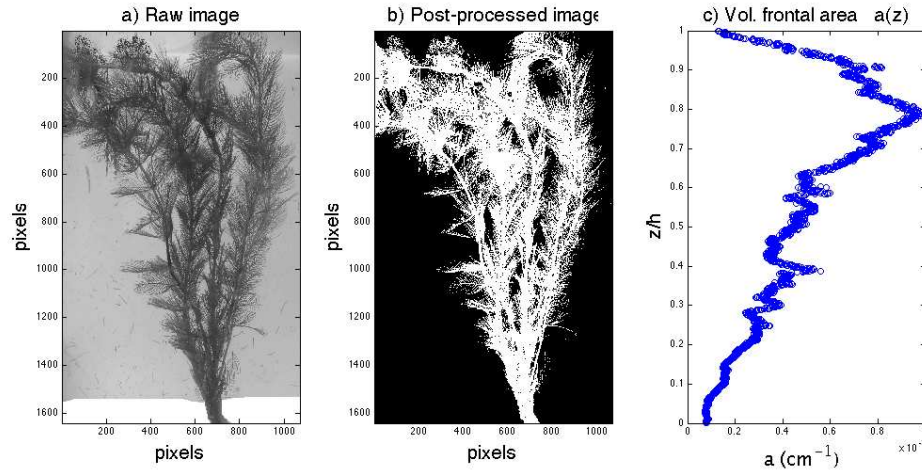 a) Raw image
200
400
600
800
1000
1200
1400
1600
pixels
200 400 600 800 1000
pixels
b) Post-processed image
200
400
600
800
1000
1200
1400
1600
pixels
200 400 600 800 1000
pixels
c) Vol. frontal area a(z)
1
0.9
0.8
0.7
0.6
0.5
0.4
0.3
0.2
0.1
0
z/h
0 0.2 0.4 0.6 0.8
a (cm⁻¹)